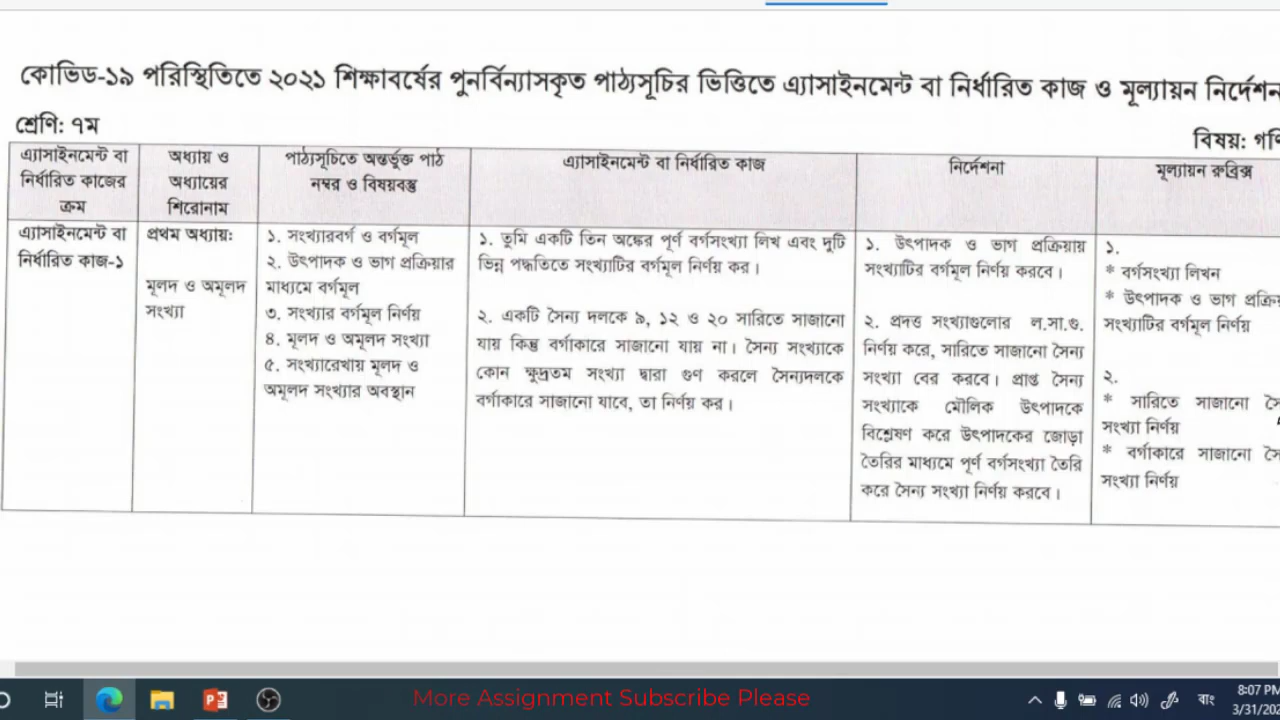 কোভিড-১৯ পরিস্থিতিতে ২০২১ শিক্ষাবর্ষের পুনর্বিন্যাসকৃত পাঠ্যসূচির ভিত্তিতে এ্যাসাইনমেন্ট বা নির্ধারিত কাজ ও মূল্যায়ন নির্দেশন
শ্রেণি: ৭ম
বিষয়: গণি
এ্যাসাইনমেন্ট বা
নির্ধারিত কাজের
ক্রম
অধ্যায় ও
অধ্যায়ের
শিরোনাম
পাঠ্যসূচিতে অন্তর্ভুক্ত পাঠ
নম্বর ও বিষয়বস্তু
এ্যাসাইনমেন্ট বা নির্ধারিত কাজ
নির্দেশনা
মূল্যায়ন রুব্রিক্স
এ্যাসাইনমেন্ট বা
নির্ধারিত কাজ-১
প্রথম অধ্যায়:
মূলদ ও অমূলদ
সংখ্যা
১. সংখ্যারবর্গ ও বর্গমূল
২. উৎপাদক ও ভাগ প্রক্রিয়ার
মাধ্যমে বর্গমূল
৩. সংখ্যার বর্গমূল নির্ণয়
৪. মূলদ ও অমূলদ সংখ্যা
৫. সংখ্যারেখায় মূলদ ও
অমূলদ সংখ্যার অবস্থান
১. তুমি একটি তিন অঙ্কের পূর্ণ বর্গসংখ্যা লিখ এবং দুটি
ভিন্ন পদ্ধতিতে সংখ্যাটির বর্গমূল নির্ণয় কর।
২. একটি সৈন্য দলকে ৯, ১২ ও ২০ সারিতে সাজানো
যায় কিন্তু বর্গাকারে সাজানো যায় না। সৈন্য সংখ্যাকে
কোন ক্ষুদ্রতম সংখ্যা দ্বারা গুণ করলে সৈন্যদলকে
বর্গাকারে সাজানো যাবে, তা নির্ণয় কর।
১. উৎপাদক ও ভাগ প্রক্রিয়ায়
সংখ্যাটির বর্গমূল নির্ণয় করবে।
২. প্রদত্ত সংখ্যাগুলোর ল.সা.গু.
নির্ণয় করে, সারিতে সাজানো সৈন্য
সংখ্যা বের করবে। প্রাপ্ত সৈন্য
সংখ্যাকে মৌলিক উৎপাদকে
বিশ্লেষণ করে উৎপাদকের জোড়া
তৈরির মাধ্যমে পূর্ণ বর্গসংখ্যা তৈরি
করে সৈন্য সংখ্যা নির্ণয় করবে।
১.
* বর্গসংখ্যা লিখন
* উৎপাদক ও ভাগ প্রক্রি
সংখ্যাটির বর্গমূল নির্ণয়
২.
* সারিতে সাজানো সৈ
সংখ্যা নির্ণয়
* বর্গাকারে সাজানো সৈ
সংখ্যা নির্ণয়
More Assignment Subscribe Please
বাং
8:07 PM
3/31/202